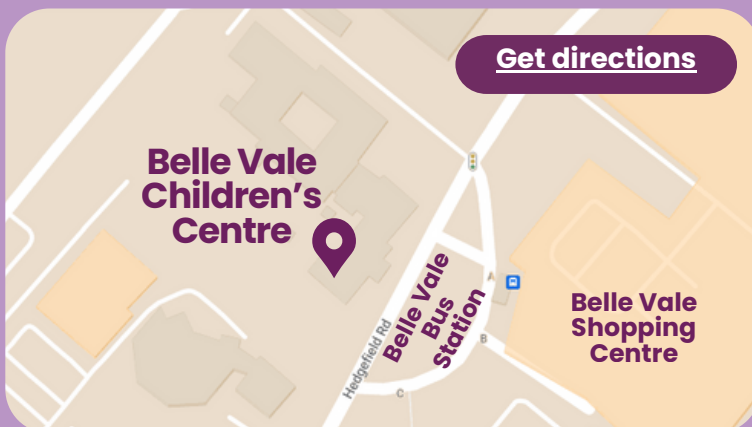 Get directions
Belle Vale
Children’s
Centre
Belle Vale
Bus
Station
A
B
C
Hedgefield Rd
Belle Vale
Shopping
Centre